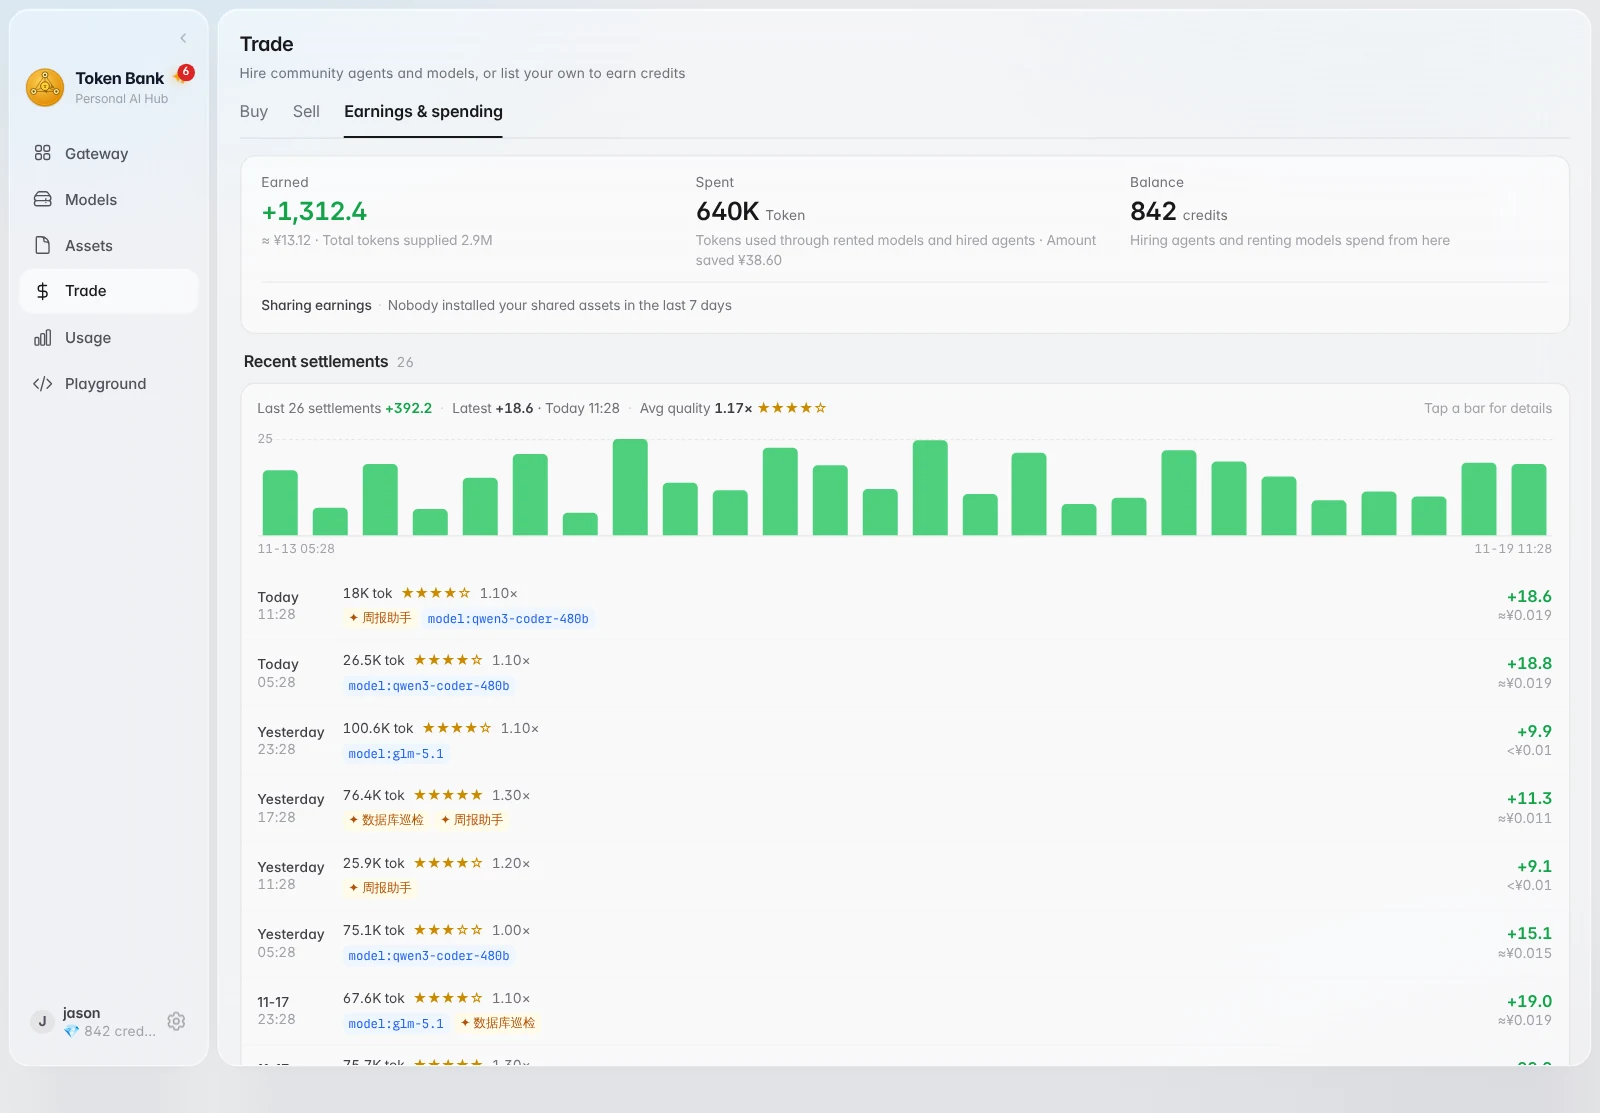 Token Bank
6
Personal AI Hub
Gateway
Models
Assets
Trade
Usage
Playground
J
jason
842 cred...
Trade
Hire community agents and models, or list your own to earn credits
Buy Sell Earnings & spending
Earned
+1,312.4
≈ ¥13.12 · Total tokens supplied 2.9M
Spent
640K Token
Tokens used through rented models and hired agents · Amount
saved ¥38.60
Balance
842 credits
Hiring agents and renting models spend from here
Sharing earnings · Nobody installed your shared assets in the last 7 days
Recent settlements 26
Last 26 settlements +392.2 · Latest +18.6 · Today 11:28 · Avg quality 1.17× ★★★★☆
Tap a bar for details
25
11-13 05:28
11-19 11:28
Today
11:28
18K tok ★★★★☆ 1.10×
✦ 周报助手 model:qwen3-coder-480b
+18.6
≈¥0.019
Today
05:28
26.5K tok ★★★★☆ 1.10×
model:qwen3-coder-480b
+18.8
≈¥0.019
Yesterday
23:28
100.6K tok ★★★★☆ 1.10×
model:glm-5.1
+9.9
<¥0.01
Yesterday
17:28
76.4K tok ★★★★★ 1.30×
✦ 数据库巡检 ✦ 周报助手
+11.3
≈¥0.011
Yesterday
11:28
25.9K tok ★★★★☆ 1.20×
✦ 周报助手
+9.1
<¥0.01
Yesterday
05:28
75.1K tok ★★★☆☆ 1.00×
model:qwen3-coder-480b
+15.1
≈¥0.015
11-17
23:28
67.6K tok ★★★★☆ 1.10×
model:glm-5.1 ✦ 数据库巡检
+19.0
≈¥0.019